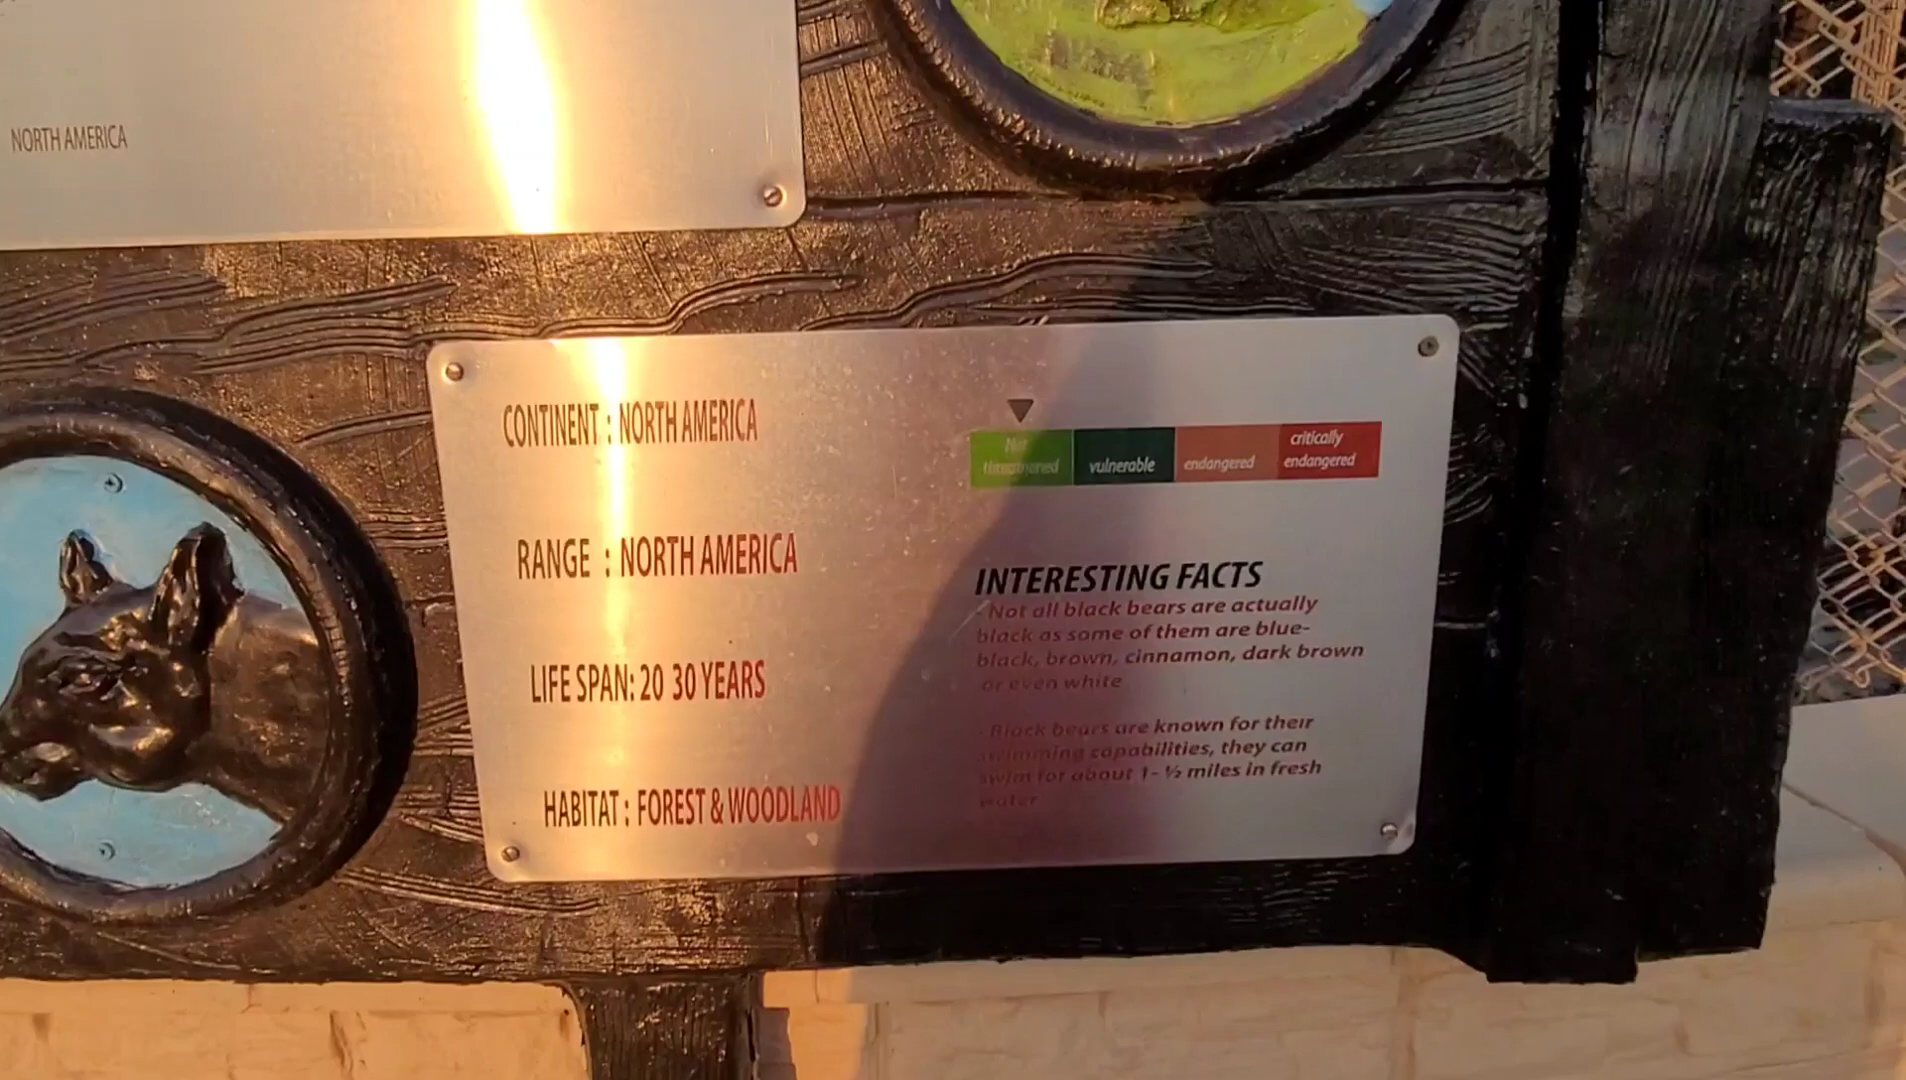 NORTH AMERICA
CONTINENT : NORTH AMERICA
RANGE : NORTH AMERICA
LIFE SPAN: 20 30 YEARS
HABITAT : FOREST & WOODLAND
Not
threathened
vulnerable
endangered
critically
endangered
INTERESTING FACTS
- Not all black bears are actually
black as some of them are blue-
black, brown, cinnamon, dark brown
or even white
- Black bears are known for their
swimming capabilities, they can
swim for about 1- ½ miles in fresh
water